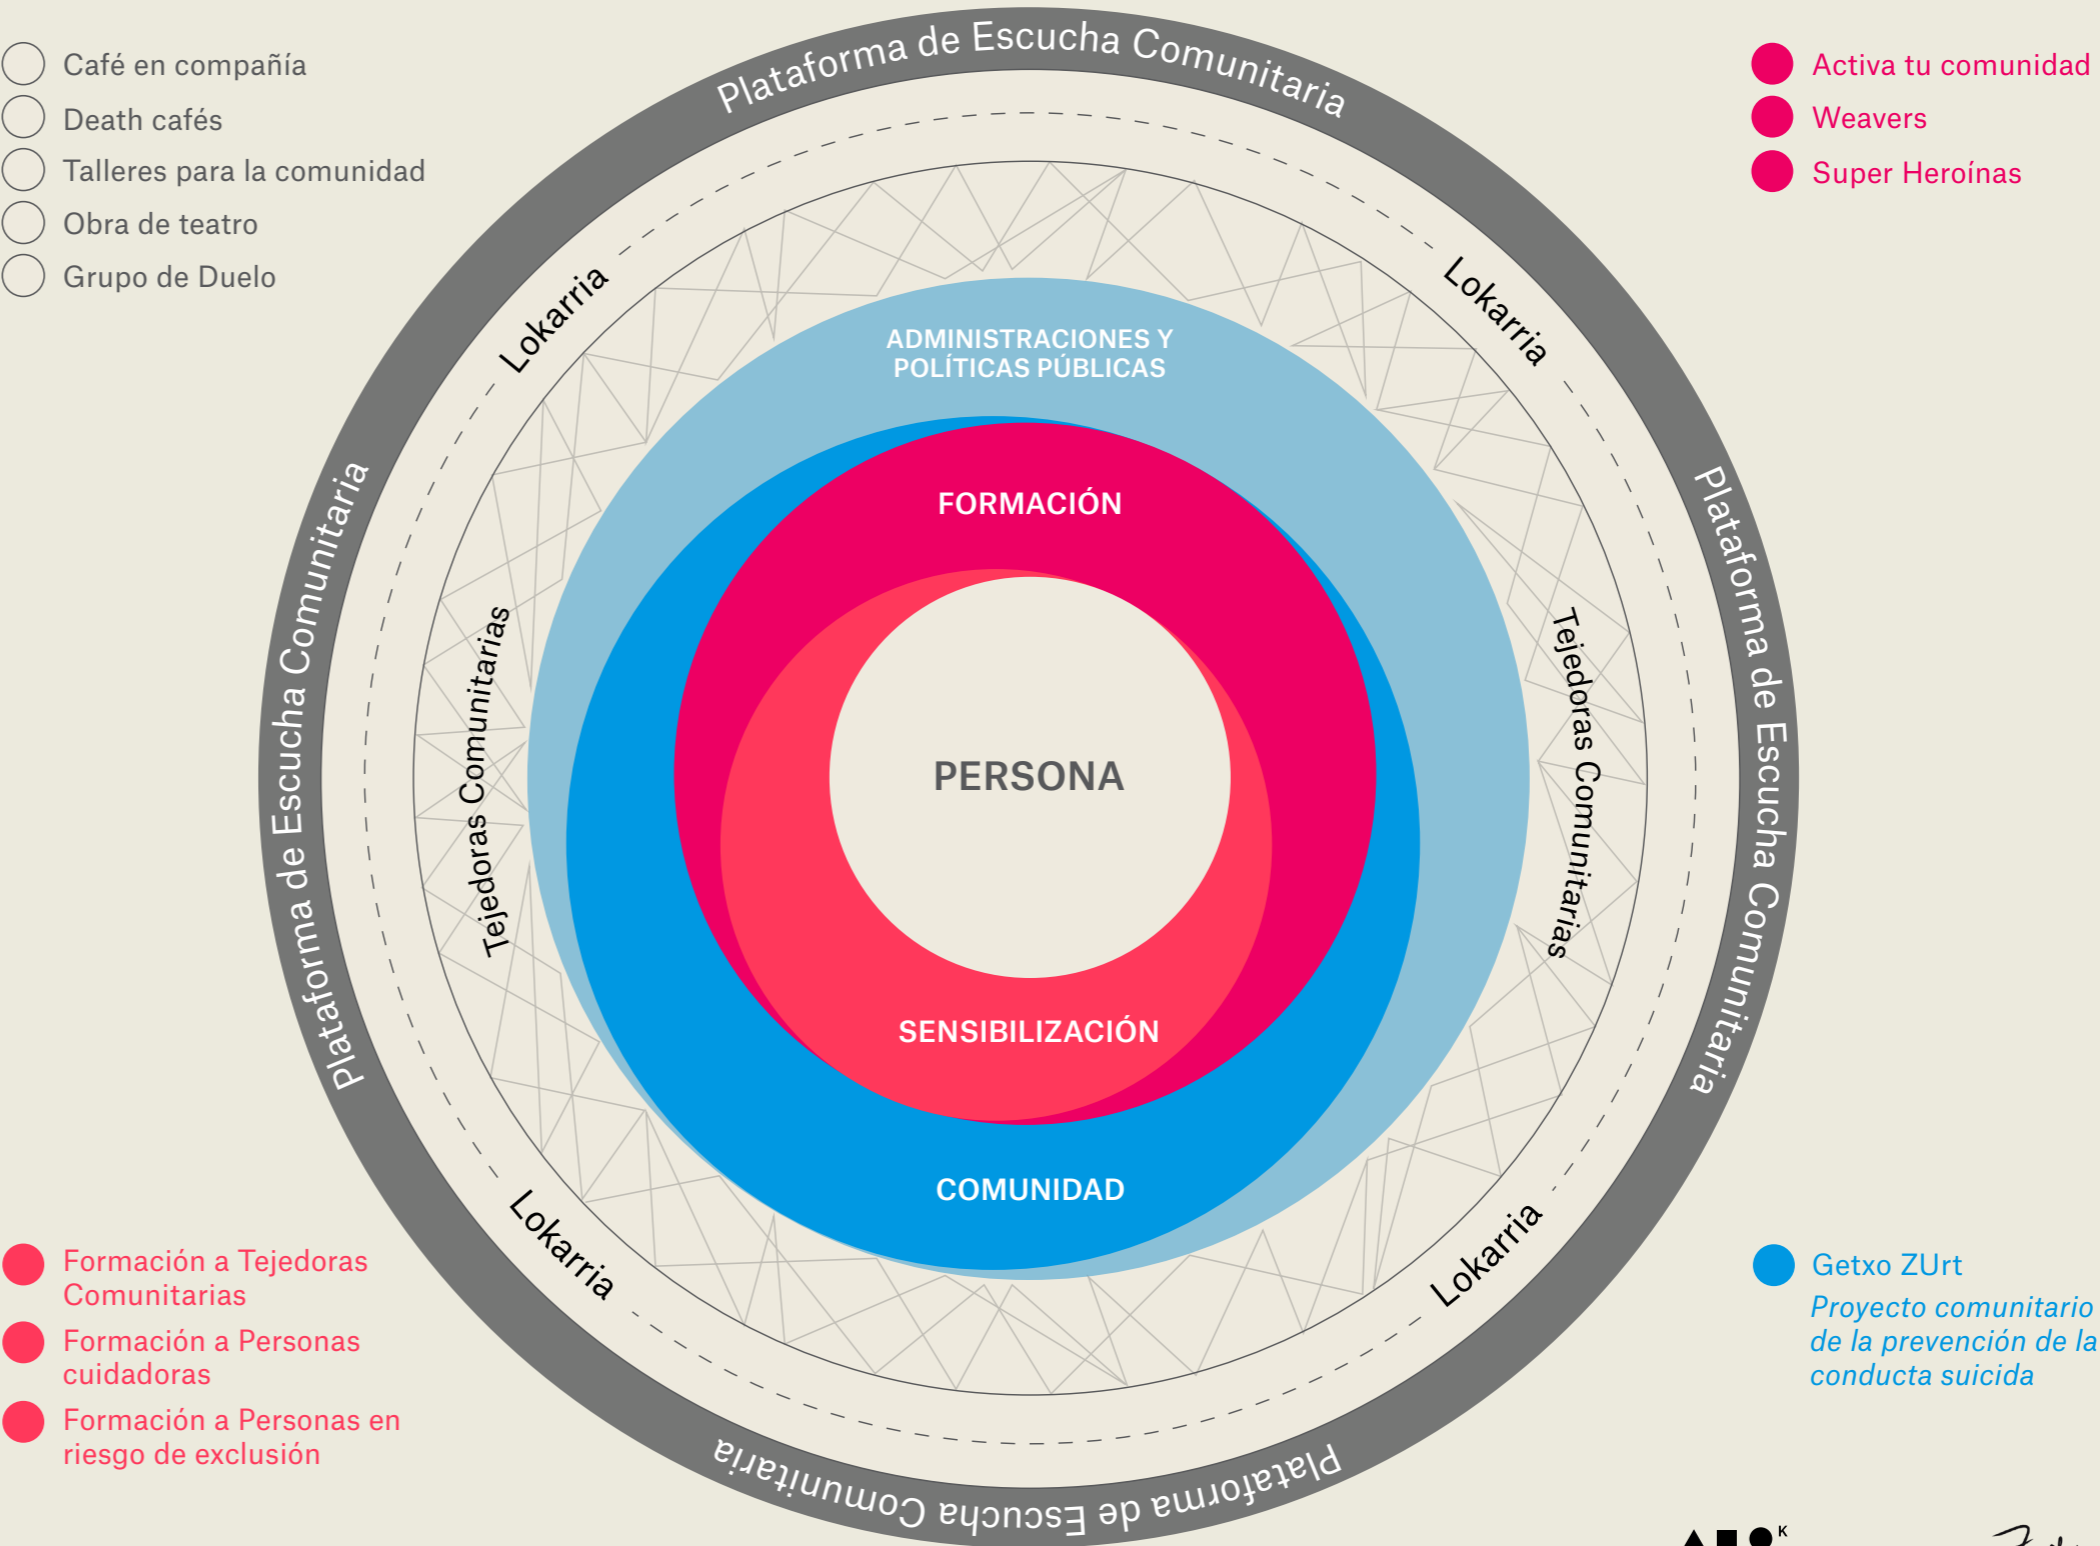 Café en compañía
Death cafés
Talleres para la comunidad
Obra de teatro
Grupo de Duelo
Activa tu comunidad
Weavers
Super Heroínas
Plataforma de Escucha Comunitaria
Plataforma de Escucha Comunitaria
Plataforma de Escucha Comunitaria
Plataforma de Escucha Comunitaria
Lokarria
Lokarria
Lokarria
Lokarria
Tejedoras Comunitarias
Tejedoras Comunitarias
ADMINISTRACIONES Y
POLÍTICAS PÚBLICAS
FORMACIÓN
PERSONA
SENSIBILIZACIÓN
COMUNIDAD
Formación a Tejedoras
Comunitarias
Formación a Personas
cuidadoras
Formación a Personas en
riesgo de exclusión
Getxo ZUrt
Proyecto comunitario
de la prevención de la
conducta suicida
K